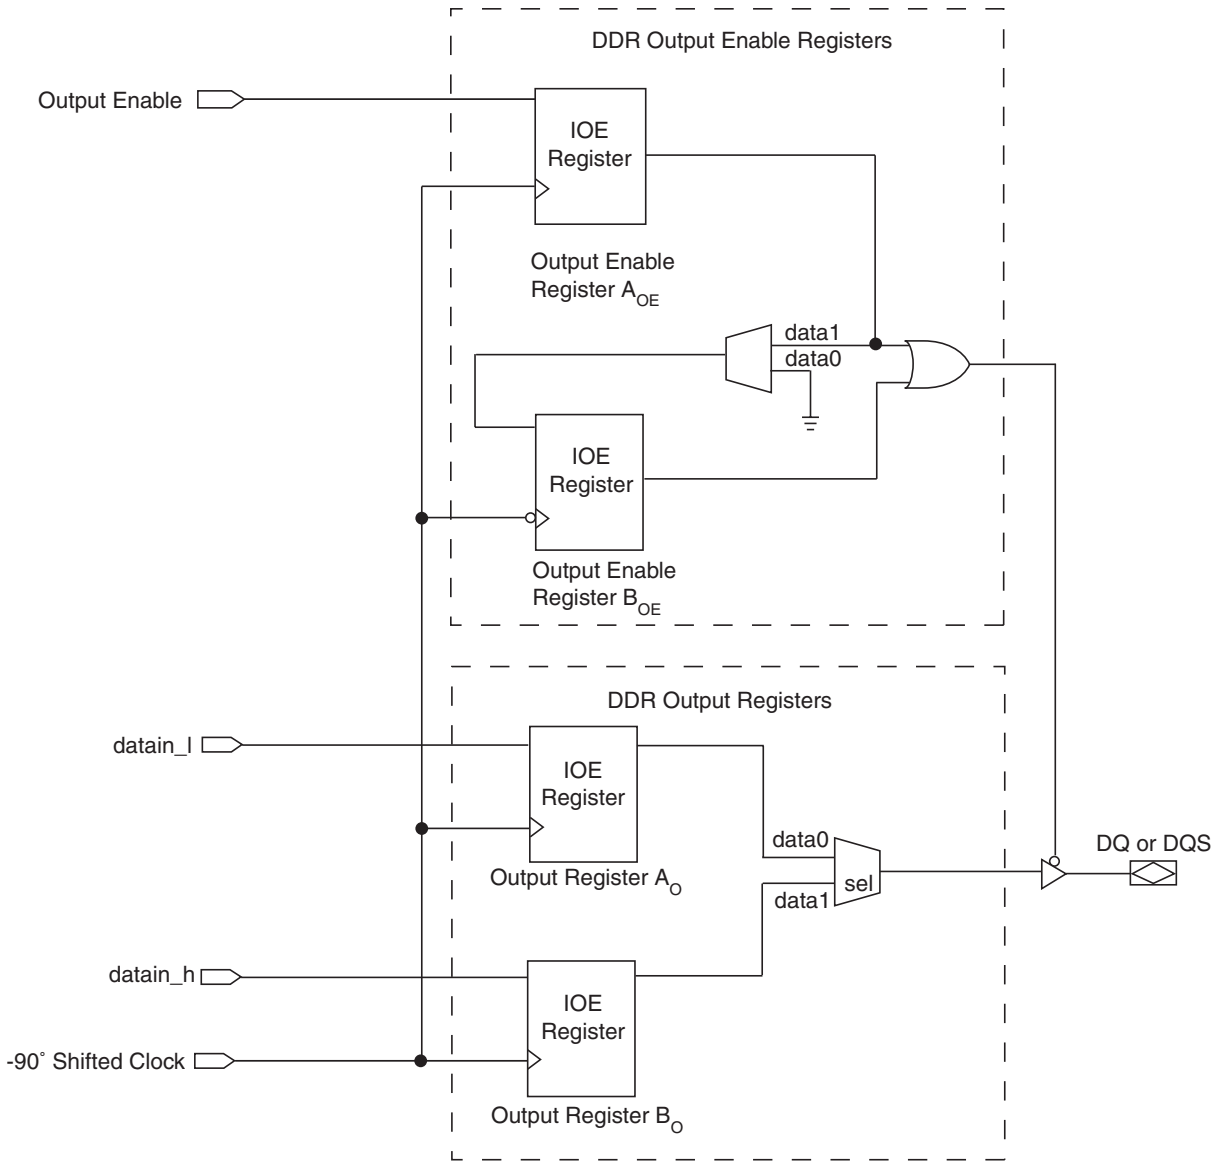 DDR Output Enable Registers
Output Enable
IOE
Register
Output Enable
Register A_OE
data1
data0
IOE
Register
Output Enable
Register B_OE
DDR Output Registers
datain_l
IOE
Register
Output Register A_O
data0
sel
data1
DQ or DQS
datain_h
IOE
Register
-90˚ Shifted Clock
Output Register B_O